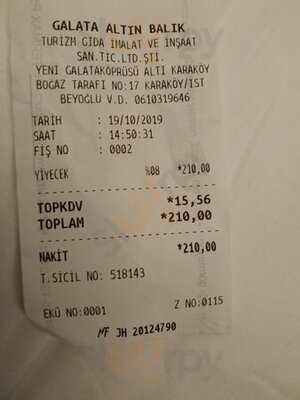 GALATA ALTIN BALIK
TURİZM GIDA İMALAT VE İNŞAAT
SAN.TİC.LTD.ŞTİ.
YENİ GALATAKÖPRÜSÜ ALTI KARAKÖY
BOĞAZ TARAFI NO:17 KARAKÖY/İST
BEYOĞLU V.D. 0610319646
TARİH : 19/10/2019
SAAT : 14:50:31
FİŞ NO : 0002
YİYECEK %08 *210,00
TOPKDV *15,56
TOPLAM *210,00
NAKİT *210,00
T.SİCİL NO: 518143
EKÜ NO:0001 Z NO:0115
MF JH 20124790